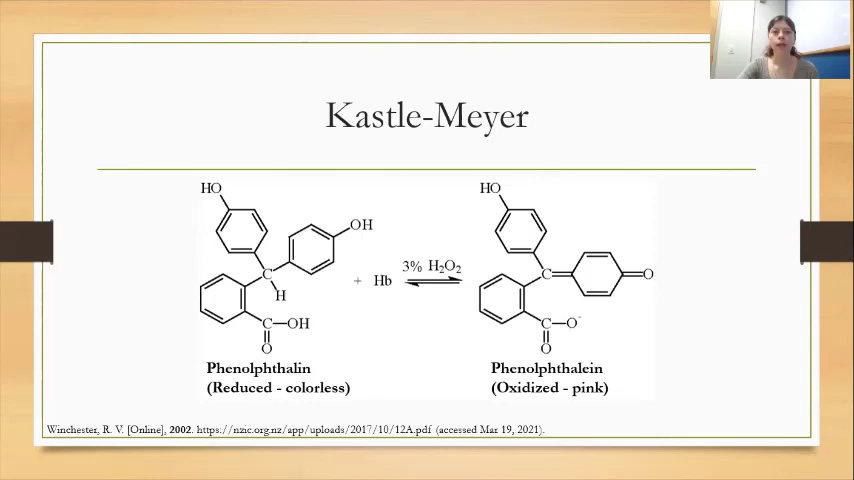 Kastle-Meyer
HO
OH
C
H
C—OH
O
+ Hb
3% H₂O₂
HO
C
O
C—O⁻
O
Phenolphthalin
(Reduced - colorless)
Phenolphthalein
(Oxidized - pink)
Winchester, R. V. [Online], 2002. https://nzic.org.nz/app/uploads/2017/10/12A.pdf (accessed Mar 19, 2021).